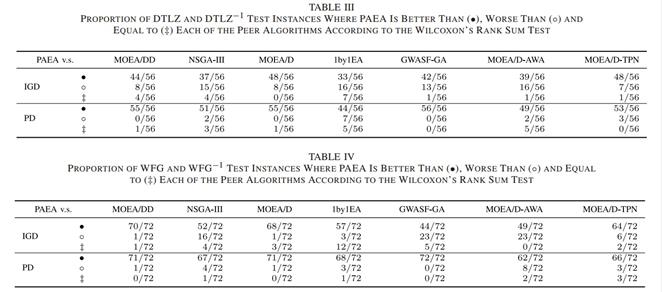 TABLE III
PROPORTION OF DTLZ AND DTLZ⁻¹ TEST INSTANCES WHERE PAEA IS BETTER THAN (•), WORSE THAN (○) AND
EQUAL TO (‡) EACH OF THE PEER ALGORITHMS ACCORDING TO THE WILCOXON'S RANK SUM TEST
PAEA v.s. MOEA/DD NSGA-III MOEA/D 1by1EA GWASF-GA MOEA/D-AWA MOEA/D-TPN
• 44/56 37/56 48/56 33/56 42/56 39/56 48/56
IGD ○ 8/56 15/56 8/56 16/56 13/56 16/56 7/56
‡ 4/56 4/56 0/56 7/56 1/56 1/56 1/56
• 55/56 51/56 55/56 44/56 56/56 49/56 53/56
PD ○ 0/56 2/56 0/56 7/56 0/56 2/56 3/56
‡ 1/56 3/56 1/56 5/56 0/56 5/56 0/56
TABLE IV
PROPORTION OF WFG AND WFG⁻¹ TEST INSTANCES WHERE PAEA IS BETTER THAN (•), WORSE THAN (○) AND EQUAL
TO (‡) EACH OF THE PEER ALGORITHMS ACCORDING TO THE WILCOXON'S RANK SUM TEST
PAEA v.s. MOEA/DD NSGA-III MOEA/D 1by1EA GWASF-GA MOEA/D-AWA MOEA/D-TPN
• 70/72 52/72 68/72 57/72 44/72 49/72 64/72
IGD ○ 1/72 16/72 1/72 3/72 23/72 23/72 6/72
‡ 1/72 4/72 3/72 12/72 5/72 0/72 2/72
• 71/72 67/72 71/72 68/72 72/72 62/72 66/72
PD ○ 1/72 4/72 1/72 3/72 0/72 8/72 3/72
‡ 0/72 1/72 0/72 1/72 0/72 2/72 3/72